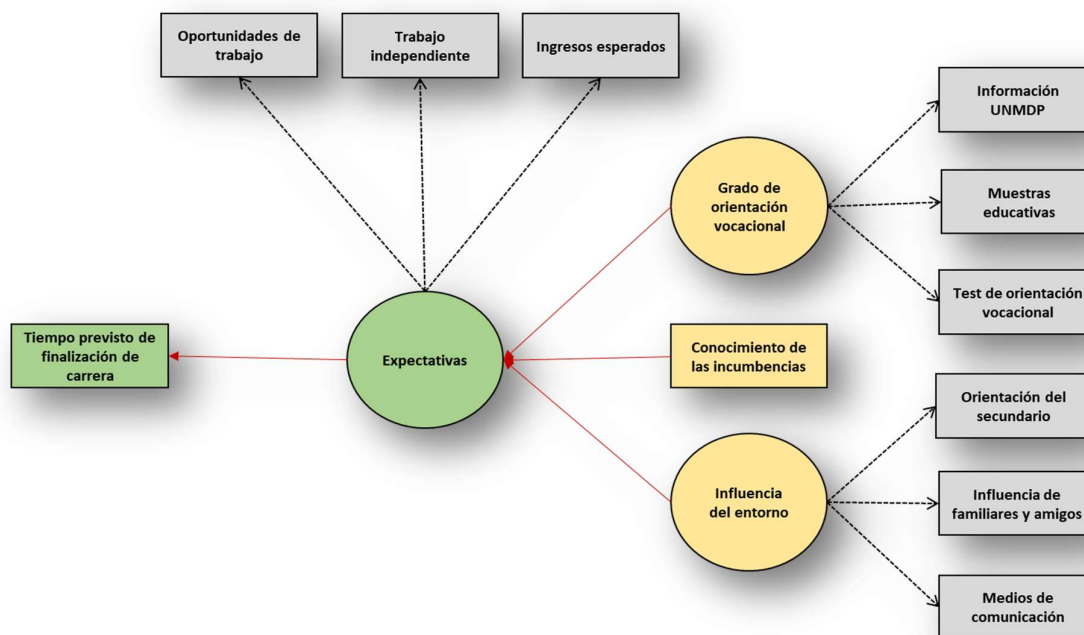 Oportunidades de
trabajo
Trabajo
independiente
Ingresos esperados
Información
UNMDP
Grado de
orientación
vocacional
Muestras
educativas
Test de orientación
vocacional
Tiempo previsto de
finalización de
carrera
Expectativas
Conocimiento de
las incumbencias
Orientación del
secundario
Influencia
del entorno
Influencia de
familiares y amigos
Medios de
comunicación